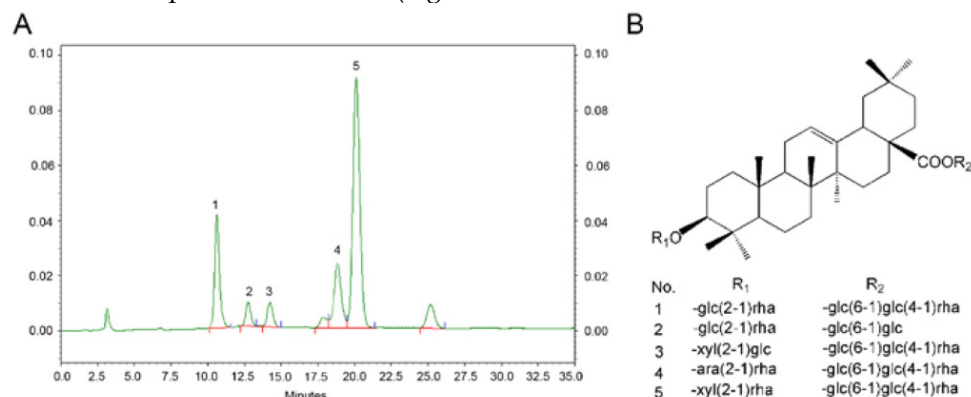 A
B
0.10
0.08
0.06
0.04
0.02
0.00
1
2
3
4
5
0.10
0.08
0.06
0.04
0.02
0.00
0.0 2.5 5.0 7.5 10.0 12.5 15.0 17.5 20.0 22.5 25.0 27.5 30.0 32.5 35.0
Minutes
COOR2
R1O
No. R1 R2
1 -glc(2-1)rha -glc(6-1)glc(4-1)rha
2 -glc(2-1)rha -glc(6-1)glc
3 -xyl(2-1)glc -glc(6-1)glc(4-1)rha
4 -ara(2-1)rha -glc(6-1)glc(4-1)rha
5 -xyl(2-1)rha -glc(6-1)glc(4-1)rha